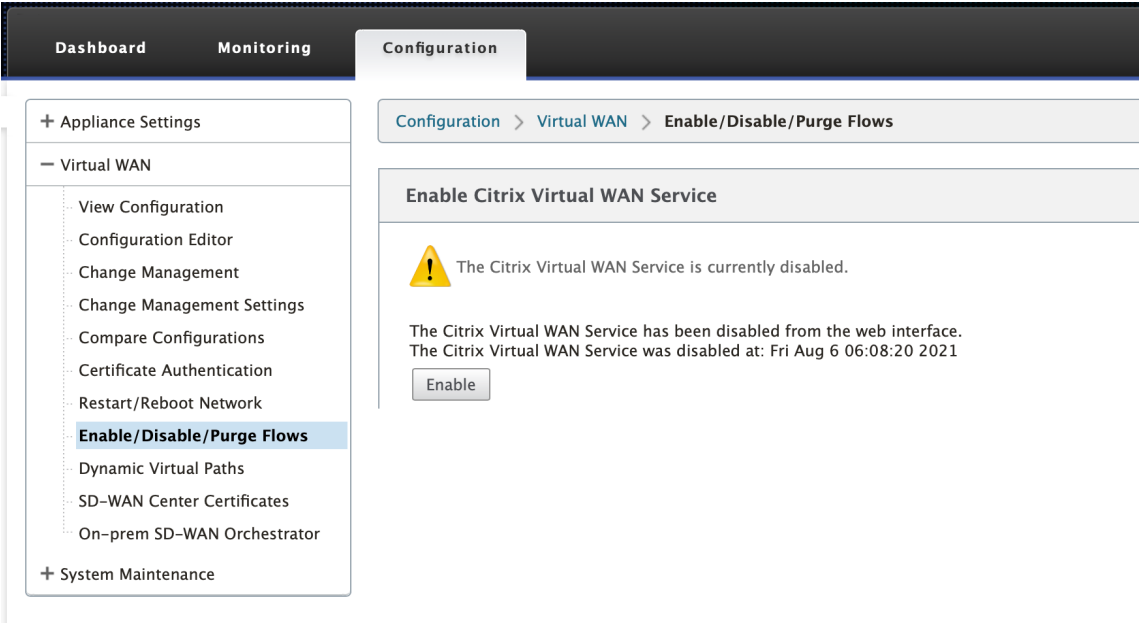 Dashboard Monitoring Configuration
+ Appliance Settings
− Virtual WAN
View Configuration
Configuration Editor
Change Management
Change Management Settings
Compare Configurations
Certificate Authentication
Restart/Reboot Network
Enable/Disable/Purge Flows
Dynamic Virtual Paths
SD-WAN Center Certificates
On-prem SD-WAN Orchestrator
+ System Maintenance
Configuration > Virtual WAN > Enable/Disable/Purge Flows
Enable Citrix Virtual WAN Service
The Citrix Virtual WAN Service is currently disabled.
The Citrix Virtual WAN Service has been disabled from the web interface.
The Citrix Virtual WAN Service was disabled at: Fri Aug 6 06:08:20 2021
Enable